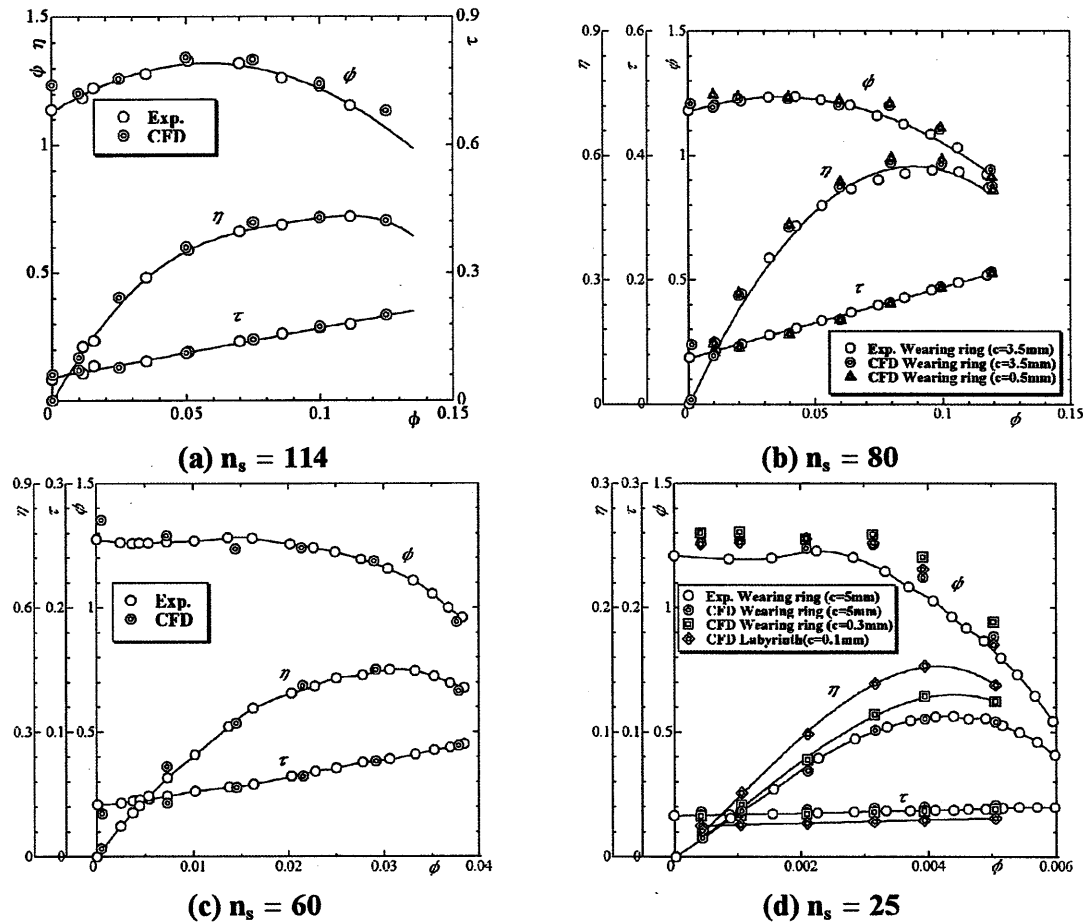 1.5
1
0.5
ϕ η
0.9
0.6
0.3
0
τ
Exp.
CFD
ϕ
η
τ
0
0.05
0.1
0.15
ϕ
(a) nₛ = 114
0.9
0.6
0.3
0
η
0.6
0.4
0.2
0
τ
1.5
1
0.5
ϕ
ϕ
η
τ
Exp. Wearing ring (c=3.5mm)
CFD Wearing ring (c=3.5mm)
CFD Wearing ring (c=0.5mm)
0
0.05
0.1
0.15
ϕ
(b) nₛ = 80
0.9
0.6
0.3
0
η
0.3
0.2
0.1
0
τ
1.5
1
0.5
ϕ
Exp.
CFD
ϕ
η
τ
0
0.01
0.02
0.03
0.04
ϕ
(c) nₛ = 60
0.3
0.2
0.1
0
η
0.3
0.2
0.1
0
τ
1.5
1
0.5
ϕ
ϕ
Exp. Wearing ring (c=5mm)
CFD Wearing ring (c=5mm)
CFD Wearing ring (c=0.3mm)
CFD Labyrinth(c=0.1mm)
η
τ
0
0.002
0.004
0.006
ϕ
(d) nₛ = 25